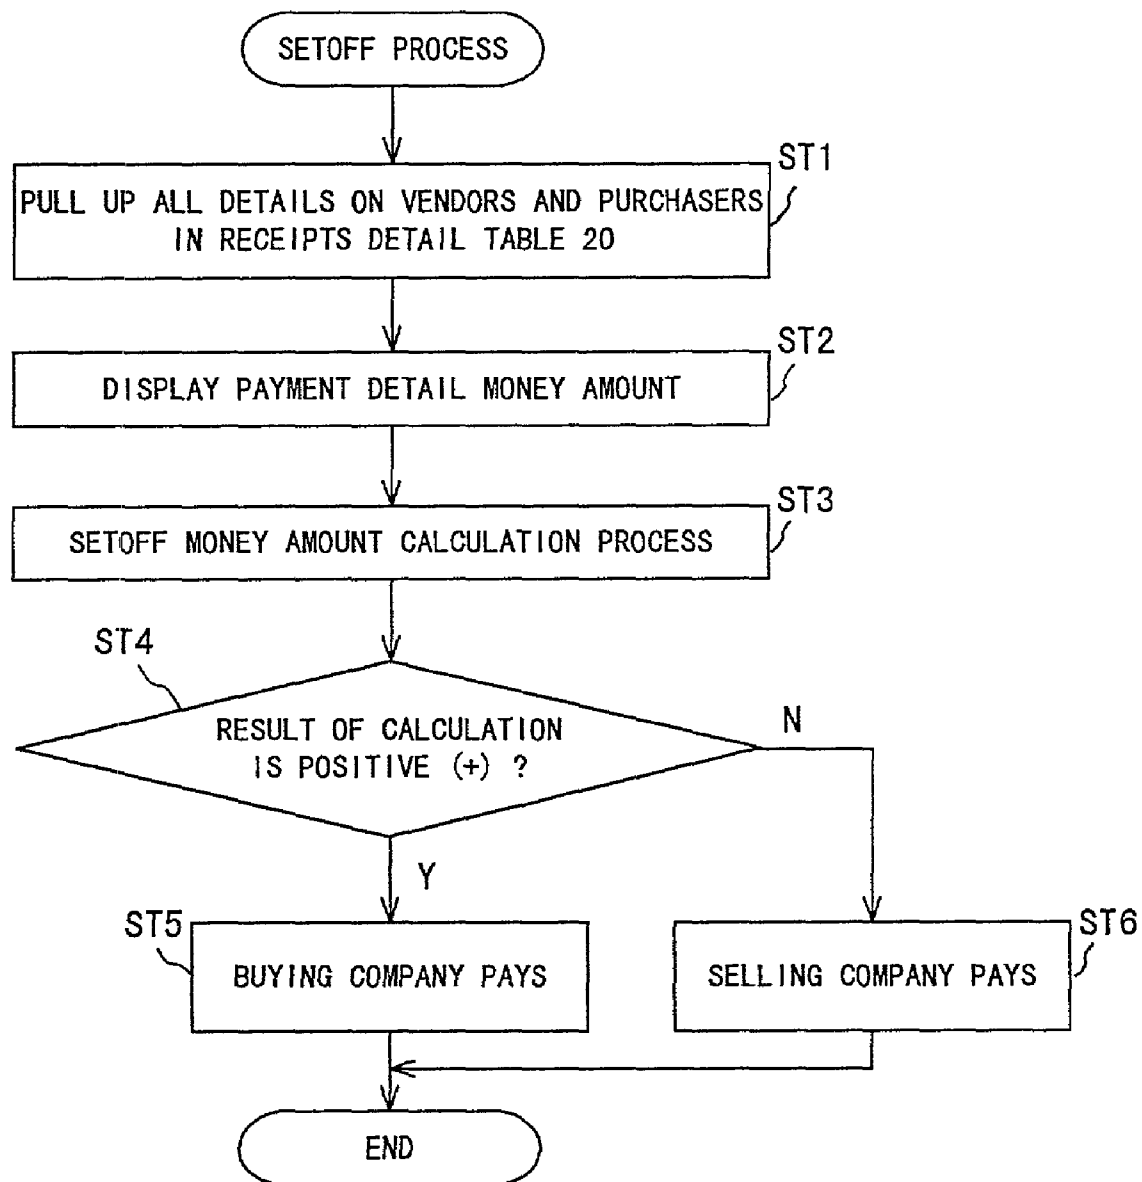 SETOFF PROCESS
ST1
PULL UP ALL DETAILS ON VENDORS AND PURCHASERS
IN RECEIPTS DETAIL TABLE 20
ST2
DISPLAY PAYMENT DETAIL MONEY AMOUNT
ST3
SETOFF MONEY AMOUNT CALCULATION PROCESS
ST4
RESULT OF CALCULATION
IS POSITIVE (+) ?
N
Y
ST5
BUYING COMPANY PAYS
ST6
SELLING COMPANY PAYS
END